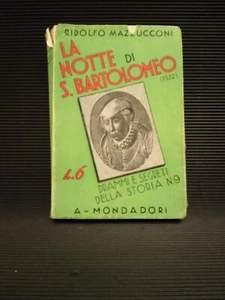 RIDOLFO MAZZUCCONI
LA
NOTTE DI
S. BARTOLOMEO
(1572)
L.6
DRAMMI E SEGRETI
DELLA STORIA N.9
A-MONDADORI